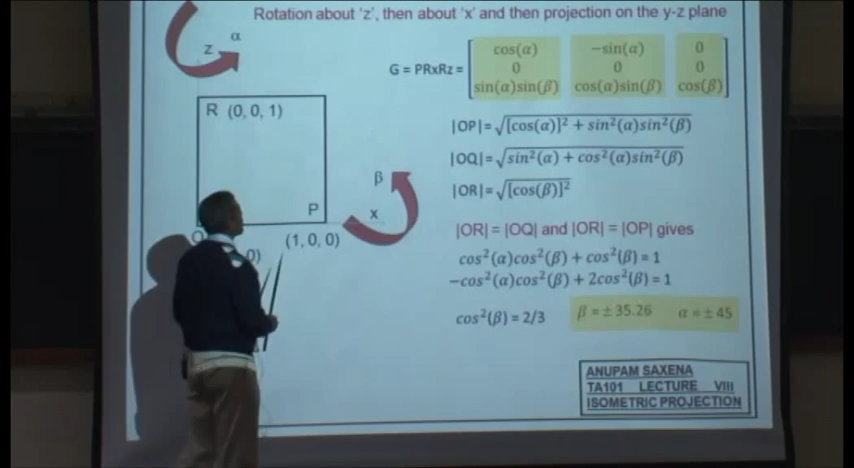 Rotation about 'z', then about 'x' and then projection on the y-z plane
α
z
G = PRxRz =
cos(α) −sin(α) 0
0 0 0
sin(α)sin(β) cos(α)sin(β) cos(β)
R (0, 0, 1)
|OP|=√[cos(α)]² + sin²(α)sin²(β)
|OQ|=√sin²(α) + cos²(α)sin²(β)
|OR|=√[cos(β)]²
β
x
P
(1, 0, 0)
0)
|OR| = |OQ| and |OR| = |OP| gives
cos²(α)cos²(β) + cos²(β) = 1
−cos²(α)cos²(β) + 2cos²(β) = 1
cos²(β) = 2/3
β = ± 35.26 α = ± 45
ANUPAM SAXENA
TA101 LECTURE VIII
ISOMETRIC PROJECTION